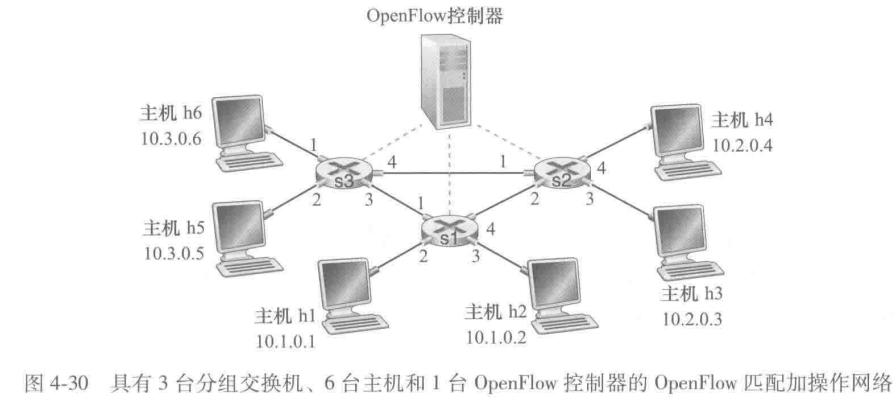 OpenFlow控制器
主机 h6
10.3.0.6
1
主机 h4
10.2.0.4
4
1
s3
s2
4
2
3
1
2
3
主机 h5
10.3.0.5
s1
4
2
3
主机 h1
10.1.0.1
主机 h2
10.1.0.2
主机 h3
10.2.0.3
图 4-30 具有 3 台分组交换机、6 台主机和 1 台 OpenFlow 控制器的 OpenFlow 匹配加操作网络